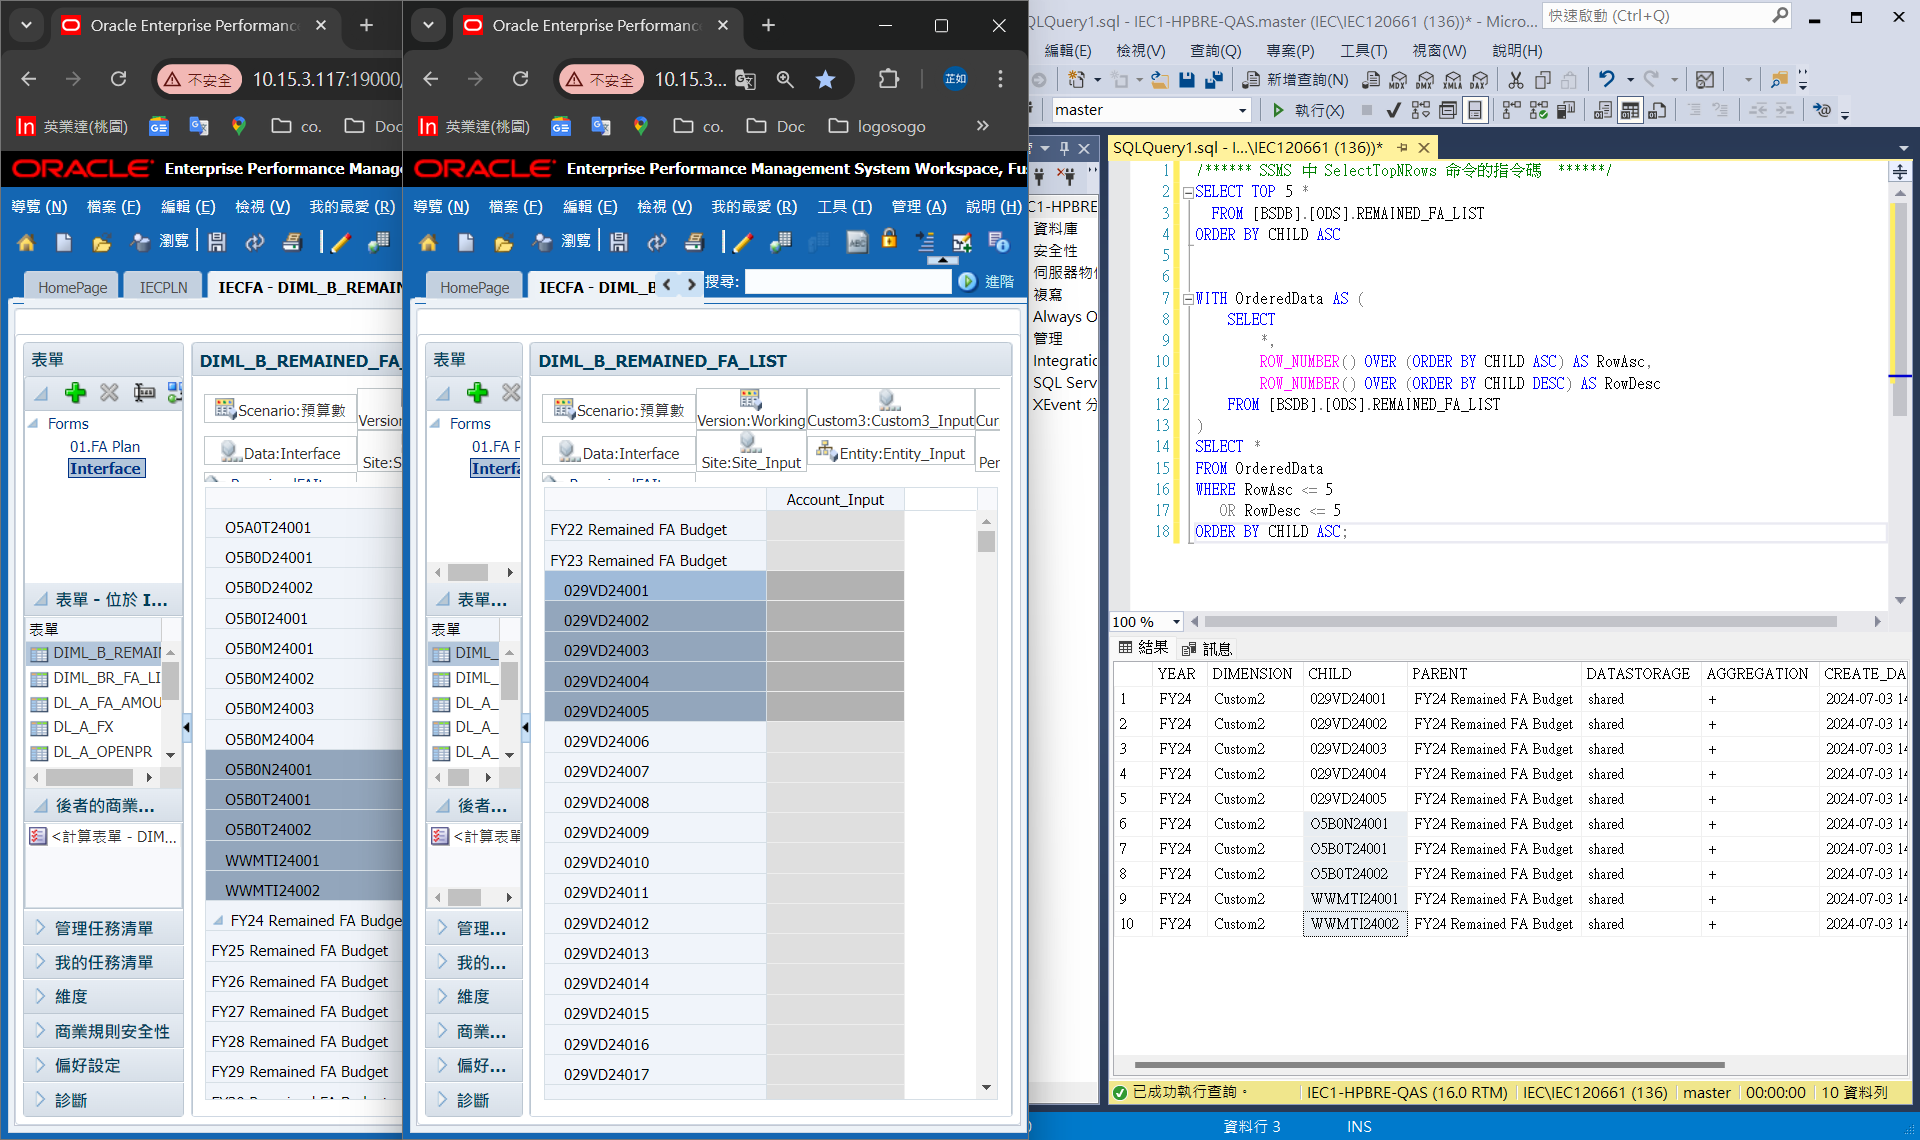 Oracle Enterprise Performanc
不安全
10.15.3.117:19000,
英業達(桃園)
co.
Doc
ORACLE
Enterprise Performance Manag
導覽 (N)
檔案 (F)
編輯 (E)
檢視 (V)
我的最愛 (R)
瀏覽
HomePage
IECPLN
IECFA - DIML_B_REMAIN
表單
Forms
01.FA Plan
Interface
表單 - 位於 I...
表單
DIML_B_REMAI
DIML_BR_FA_LI
DL_A_FA_AMOU
DL_A_FX
DL_A_OPENPR
後者的商業...
<計算表單 - DIM...
管理任務清單
我的任務清單
維度
商業規則安全性
偏好設定
診斷
DIML_B_REMAINED_FA_
Scenario:預算數
Version
Data:Interface
Site:S
O5A0T24001
O5B0D24001
O5B0D24002
O5B0I24001
O5B0M24001
O5B0M24002
O5B0M24003
O5B0M24004
O5B0N24001
O5B0T24001
O5B0T24002
WWMTI24001
WWMTI24002
FY24 Remained FA Budge
FY25 Remained FA Budget
FY26 Remained FA Budget
FY27 Remained FA Budget
FY28 Remained FA Budget
FY29 Remained FA Budget
Oracle Enterprise Performance
不安全
10.15.3...
芷如
英業達(桃園)
co.
Doc
logosogo
ORACLE
Enterprise Performance Management System Workspace, Fu
導覽 (N)
檔案 (F)
編輯 (E)
檢視 (V)
我的最愛 (R)
工具 (T)
管理 (A)
說明 (H)
瀏覽
HomePage
IECFA - DIML_B
搜尋:
進階
表單
Forms
01.FA P
Interfa
表單...
表單
DIML_
DIML_
DL_A_
DL_A_
DL_A_
後者...
<計算表單
管理...
我的...
維度
商業...
偏好...
診斷
DIML_B_REMAINED_FA_LIST
Scenario:預算數
Version:Working
Custom3:Custom3_Input
Cur
Data:Interface
Site:Site_Input
Entity:Entity_Input
Per
Account_Input
FY22 Remained FA Budget
FY23 Remained FA Budget
029VD24001
029VD24002
029VD24003
029VD24004
029VD24005
029VD24006
029VD24007
029VD24008
029VD24009
029VD24010
029VD24011
029VD24012
029VD24013
029VD24014
029VD24015
029VD24016
029VD24017
QLQuery1.sql - IEC1-HPBRE-QAS.master (IEC\IEC120661 (136))* - Micro...
快速啟動 (Ctrl+Q)
編輯(E)
檢視(V)
查詢(Q)
專案(P)
工具(T)
視窗(W)
說明(H)
新增查詢(N)
MDX
DMX
XMLA
DAX
master
執行(X)
C1-HPBRE
資料庫
安全性
伺服器物件
複寫
Always O
管理
Integratio
SQL Serv
XEvent 分
SQLQuery1.sql - I...\IEC120661 (136))*
1 /****** SSMS 中 SelectTopNRows 命令的指令碼 ******/
2 SELECT TOP 5 *
3 FROM [BSDB].[ODS].REMAINED_FA_LIST
4 ORDER BY CHILD ASC
5
6
7 WITH OrderedData AS (
8 SELECT
9 *,
10 ROW_NUMBER() OVER (ORDER BY CHILD ASC) AS RowAsc,
11 ROW_NUMBER() OVER (ORDER BY CHILD DESC) AS RowDesc
12 FROM [BSDB].[ODS].REMAINED_FA_LIST
13 )
14 SELECT *
15 FROM OrderedData
16 WHERE RowAsc <= 5
17 OR RowDesc <= 5
18 ORDER BY CHILD ASC;
100 %
結果
訊息
YEAR DIMENSION CHILD PARENT DATASTORAGE AGGREGATION CREATE_DA
1 FY24 Custom2 029VD24001 FY24 Remained FA Budget shared + 2024-07-03 14
2 FY24 Custom2 029VD24002 FY24 Remained FA Budget shared + 2024-07-03 14
3 FY24 Custom2 029VD24003 FY24 Remained FA Budget shared + 2024-07-03 14
4 FY24 Custom2 029VD24004 FY24 Remained FA Budget shared + 2024-07-03 14
5 FY24 Custom2 029VD24005 FY24 Remained FA Budget shared + 2024-07-03 14
6 FY24 Custom2 O5B0N24001 FY24 Remained FA Budget shared + 2024-07-03 14
7 FY24 Custom2 O5B0T24001 FY24 Remained FA Budget shared + 2024-07-03 14
8 FY24 Custom2 O5B0T24002 FY24 Remained FA Budget shared + 2024-07-03 14
9 FY24 Custom2 WWMTI24001 FY24 Remained FA Budget shared + 2024-07-03 14
10 FY24 Custom2 WWMTI24002 FY24 Remained FA Budget shared + 2024-07-03 14
已成功執行查詢。
IEC1-HPBRE-QAS (16.0 RTM)
IEC\IEC120661 (136)
master
00:00:00
10 資料列
資料行 3
INS